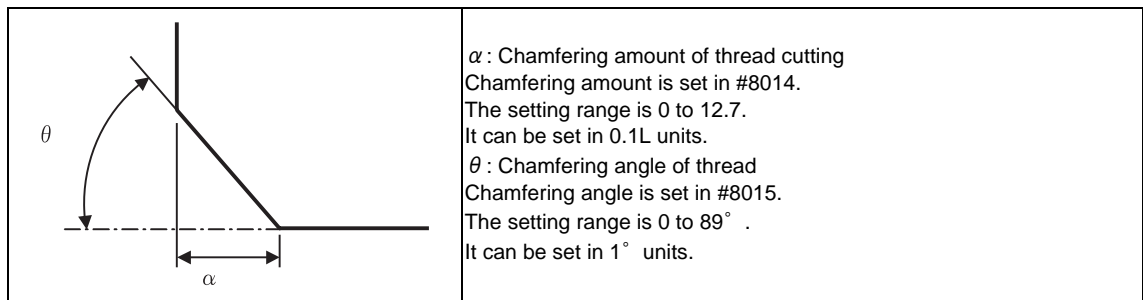 θ
α
α : Chamfering amount of thread cutting
Chamfering amount is set in #8014.
The setting range is 0 to 12.7.
It can be set in 0.1L units.
θ : Chamfering angle of thread
Chamfering angle is set in #8015.
The setting range is 0 to 89° .
It can be set in 1° units.